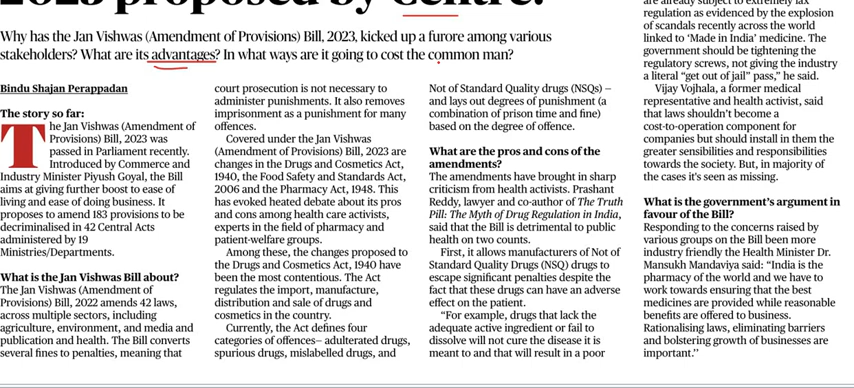 2023 proposed by Centre?
Why has the Jan Vishwas (Amendment of Provisions) Bill, 2023, kicked up a furore among various
stakeholders? What are its advantages? In what ways are it going to cost the common man?
Bindu Shajan Perappadan
The story so far:
The Jan Vishwas (Amendment of
Provisions) Bill, 2023 was
passed in Parliament recently.
Introduced by Commerce and
Industry Minister Piyush Goyal, the Bill
aims at giving further boost to ease of
living and ease of doing business. It
proposes to amend 183 provisions to be
decriminalised in 42 Central Acts
administered by 19
Ministries/Departments.
What is the Jan Vishwas Bill about?
The Jan Vishwas (Amendment of
Provisions) Bill, 2022 amends 42 laws,
across multiple sectors, including
agriculture, environment, and media and
publication and health. The Bill converts
several fines to penalties, meaning that
court prosecution is not necessary to
administer punishments. It also removes
imprisonment as a punishment for many
offences.
Covered under the Jan Vishwas
(Amendment of Provisions) Bill, 2023 are
changes in the Drugs and Cosmetics Act,
1940, the Food Safety and Standards Act,
2006 and the Pharmacy Act, 1948. This
has evoked heated debate about its pros
and cons among health care activists,
experts in the field of pharmacy and
patient-welfare groups.
Among these, the changes proposed to
the Drugs and Cosmetics Act, 1940 have
been the most contentious. The Act
regulates the import, manufacture,
distribution and sale of drugs and
cosmetics in the country.
Currently, the Act defines four
categories of offences— adulterated drugs,
spurious drugs, mislabelled drugs, and
Not of Standard Quality drugs (NSQs) —
and lays out degrees of punishment (a
combination of prison time and fine)
based on the degree of offence.
What are the pros and cons of the
amendments?
The amendments have brought in sharp
criticism from health activists. Prashant
Reddy, lawyer and co-author of The Truth
Pill: The Myth of Drug Regulation in India,
said that the Bill is detrimental to public
health on two counts.
First, it allows manufacturers of Not of
Standard Quality Drugs (NSQ) drugs to
escape significant penalties despite the
fact that these drugs can have an adverse
effect on the patient.
“For example, drugs that lack the
adequate active ingredient or fail to
dissolve will not cure the disease it is
meant to and that will result in a poor
are already subject to extremely lax
regulation as evidenced by the explosion
of scandals recently across the world
linked to ‘Made in India’ medicine. The
government should be tightening the
regulatory screws, not giving the industry
a literal “get out of jail” pass,” he said.
Vijay Vojhala, a former medical
representative and health activist, said
that laws shouldn’t become a
cost-to-operation component for
companies but should install in them the
greater sensibilities and responsibilities
towards the society. But, in majority of
the cases it’s seen as missing.
What is the government’s argument in
favour of the Bill?
Responding to the concerns raised by
various groups on the Bill been more
industry friendly the Health Minister Dr.
Mansukh Mandaviya said: “India is the
pharmacy of the world and we have to
work towards ensuring that the best
medicines are provided while reasonable
benefits are offered to business.
Rationalising laws, eliminating barriers
and bolstering growth of businesses are
important.’’